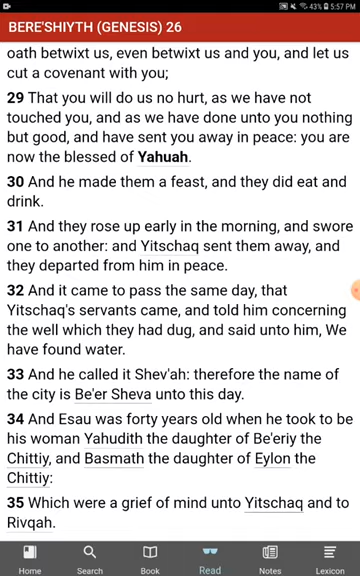 43% 5:57 PM
BERE'SHIYTH (GENESIS) 26
oath betwixt us, even betwixt us and you, and let us
cut a covenant with you;
29 That you will do us no hurt, as we have not
touched you, and as we have done unto you nothing
but good, and have sent you away in peace: you are
now the blessed of Yahuah.
30 And he made them a feast, and they did eat and
drink.
31 And they rose up early in the morning, and swore
one to another: and Yitschaq sent them away, and
they departed from him in peace.
32 And it came to pass the same day, that
Yitschaq's servants came, and told him concerning
the well which they had dug, and said unto him, We
have found water.
33 And he called it Shev'ah: therefore the name of
the city is Be'er Sheva unto this day.
34 And Esau was forty years old when he took to be
his woman Yahudith the daughter of Be'eriy the
Chittiy, and Basmath the daughter of Eylon the
Chittiy:
35 Which were a grief of mind unto Yitschaq and to
Rivqah.
Home Search Book Read Notes Lexicon